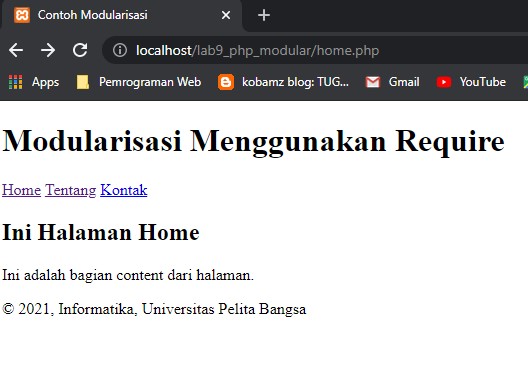 Contoh Modularisasi
localhost/lab9_php_modular/home.php
Apps Pemrograman Web kobamz blog: TUG... Gmail YouTube
Modularisasi Menggunakan Require
Home Tentang Kontak
Ini Halaman Home
Ini adalah bagian content dari halaman.
© 2021, Informatika, Universitas Pelita Bangsa